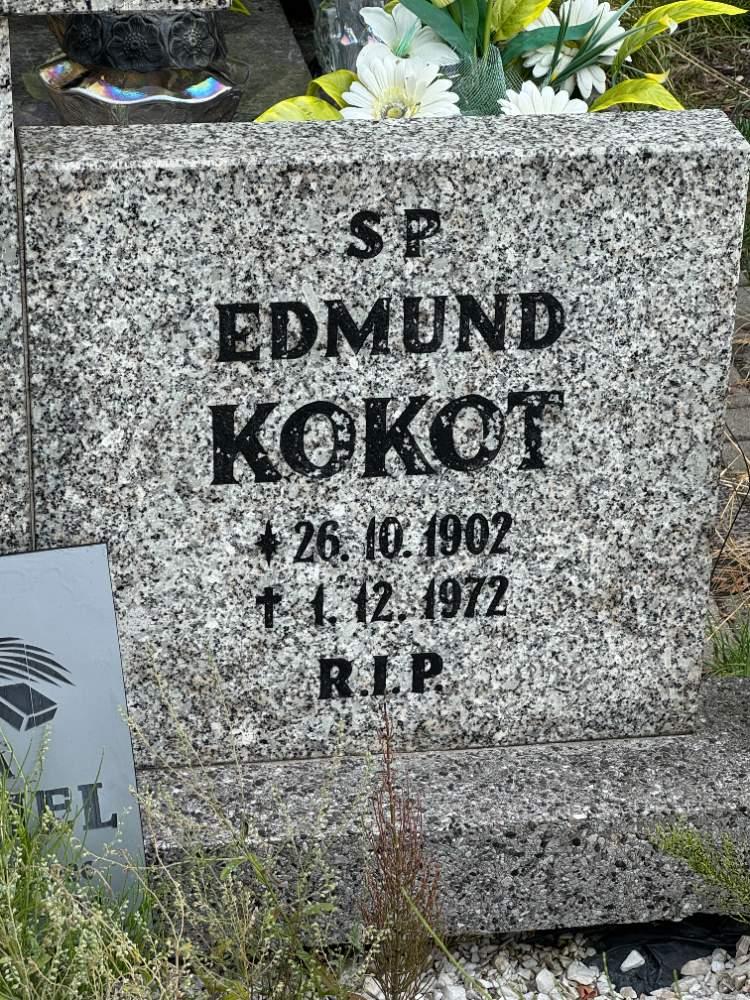 SP
EDMUND
KOKOT
* 26. 10. 1902
† 1. 12. 1972
R.I.P.